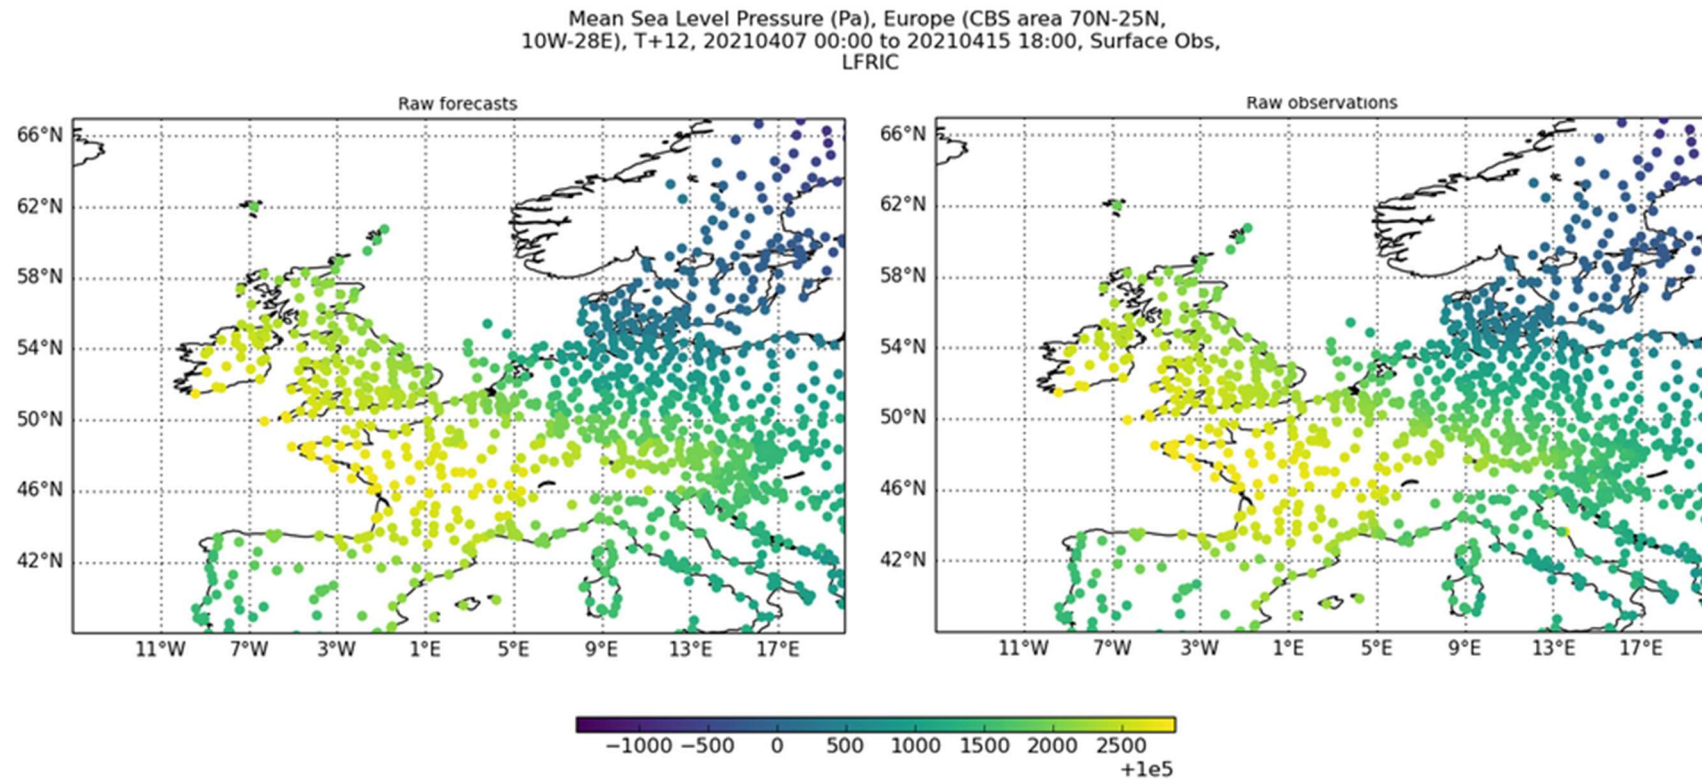 Mean Sea Level Pressure (Pa), Europe (CBS area 70N-25N,
10W-28E), T+12, 20210407 00:00 to 20210415 18:00, Surface Obs,
LFRIC
Raw forecasts
Raw observations
66°N
62°N
58°N
54°N
50°N
46°N
42°N
11°W 7°W 3°W 1°E 5°E 9°E 13°E 17°E
66°N
62°N
58°N
54°N
50°N
46°N
42°N
11°W 7°W 3°W 1°E 5°E 9°E 13°E 17°E
−1000 −500 0 500 1000 1500 2000 2500
+1e5